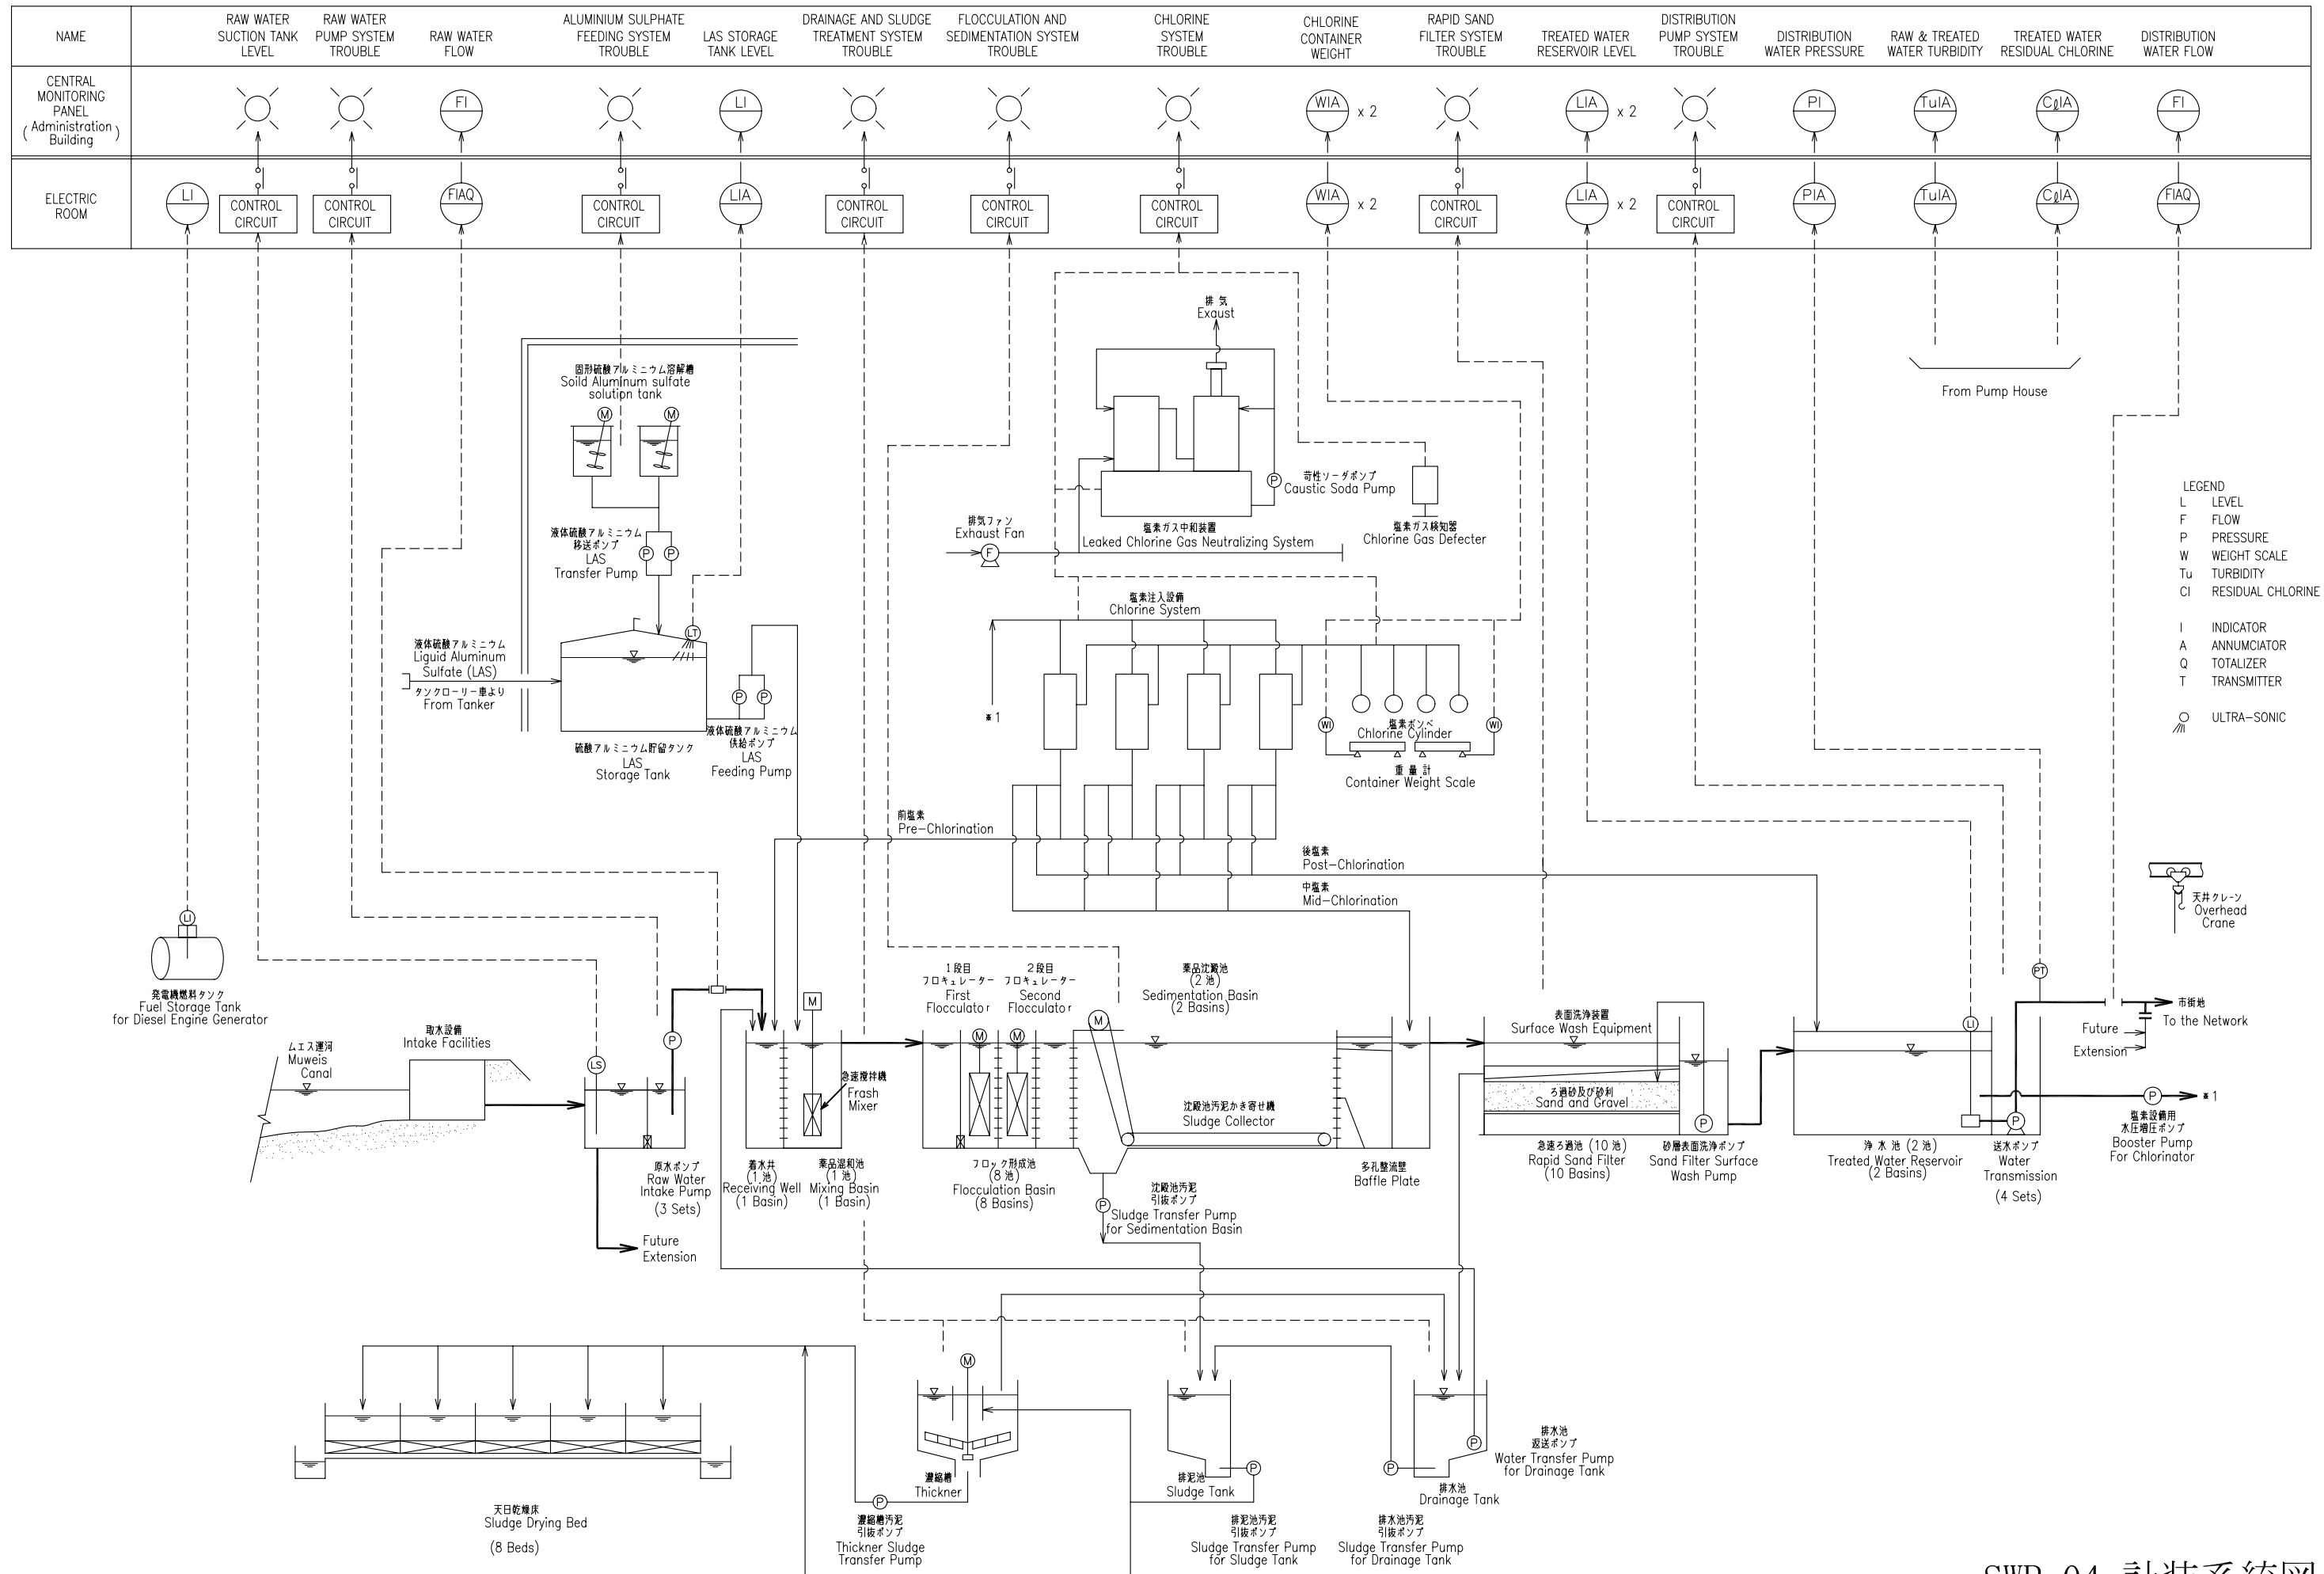 NAME
RAW WATER
SUCTION TANK
LEVEL
RAW WATER
PUMP SYSTEM
TROUBLE
RAW WATER
FLOW
ALUMINIUM SULPHATE
FEEDING SYSTEM
TROUBLE
LAS STORAGE
TANK LEVEL
DRAINAGE AND SLUDGE
TREATMENT SYSTEM
TROUBLE
FLOCCULATION AND
SEDIMENTATION SYSTEM
TROUBLE
CHLORINE
SYSTEM
TROUBLE
CHLORINE
CONTAINER
WEIGHT
RAPID SAND
FILTER SYSTEM
TROUBLE
TREATED WATER
RESERVOIR LEVEL
DISTRIBUTION
PUMP SYSTEM
TROUBLE
DISTRIBUTION
WATER PRESSURE
RAW & TREATED
WATER TURBIDITY
TREATED WATER
RESIDUAL CHLORINE
DISTRIBUTION
WATER FLOW
CENTRAL
MONITORING
PANEL
( Administration )
Building
FI
LI
WIA x 2
LIA x 2
PI
TuIA
CℓIA
FI
ELECTRIC
ROOM
LI
CONTROL
CIRCUIT
CONTROL
CIRCUIT
FIAQ
CONTROL
CIRCUIT
LIA
CONTROL
CIRCUIT
CONTROL
CIRCUIT
CONTROL
CIRCUIT
WIA x 2
CONTROL
CIRCUIT
LIA x 2
CONTROL
CIRCUIT
PIA
TuIA
CℓIA
FIAQ
排 気
Exaust
固形硫酸アルミニウム溶解槽
Soild Aluminum sulfate
solution tank
M
M
From Pump House
苛性ソーダポンプ
P
Caustic Soda Pump
排気ファン
Exhaust Fan
F
塩素ガス中和装置
Leaked Chlorine Gas Neutralizing System
塩素ガス検知器
Chlorine Gas Defecter
液体硫酸アルミニウム
移送ポンプ
LAS
Transfer Pump
P
P
LEGEND
L LEVEL
F FLOW
P PRESSURE
W WEIGHT SCALE
Tu TURBIDITY
Cl RESIDUAL CHLORINE
I INDICATOR
A ANNUMCIATOR
Q TOTALIZER
T TRANSMITTER
ULTRA-SONIC
塩素注入設備
Chlorine System
LT
液体硫酸アルミニウム
Liguid Aluminum
Sulfate (LAS)
タンクローリー車より
From Tanker
P
P
硫酸アルミニウム貯留タンク
LAS
Storage Tank
液体硫酸アルミニウム
供給ポンプ
LAS
Feeding Pump
*1
WI
WI
塩素ボンベ
Chlorine Cylinder
重 量 計
Container Weight Scale
前塩素
Pre-Chlorination
後塩素
Post-Chlorination
中塩素
Mid-Chlorination
天井クレーン
Overhead
Crane
LI
発電機燃料タンク
Fuel Storage Tank
for Diesel Engine Generator
取水設備
Intake Facilities
ムエス運河
Muweis
Canal
LS
P
M
急速攪拌機
Frash
Mixer
1段目
フロキュレーター
First
Flocculator
2段目
フロキュレーター
Second
Flocculator
M
M
M
薬品沈殿池
(2 池)
Sedimentation Basin
(2 Basins)
沈殿池汚泥かき寄せ機
Sludge Collector
表面洗浄装置
Surface Wash Equipment
ろ過砂及び砂利
Sand and Gravel
P
LI
PT
P
市街地
To the Network
Future
Extension
P
*1
塩素設備用
水圧増圧ポンプ
Booster Pump
For Chlorinator
原水ポンプ
Raw Water
Intake Pump
(3 Sets)
着水井
(1 池)
Receiving Well
(1 Basin)
薬品混和池
(1 池)
Mixing Basin
(1 Basin)
フロック形成池
(8 池)
Flocculation Basin
(8 Basins)
P
沈殿池汚泥
引抜ポンプ
Sludge Transfer Pump
for Sedimentation Basin
多孔整流壁
Baffle Plate
急速ろ過池 (10 池)
Rapid Sand Filter
(10 Basins)
砂層表面洗浄ポンプ
Sand Filter Surface
Wash Pump
浄 水 池 (2 池)
Treated Water Reservoir
(2 Basins)
送水ポンプ
Water
Transmission
(4 Sets)
Future
Extension
M
濃縮槽
Thickner
P
濃縮槽汚泥
引抜ポンプ
Thickner Sludge
Transfer Pump
排泥池
Sludge Tank
P
排泥池汚泥
引抜ポンプ
Sludge Transfer Pump
for Sludge Tank
P
排水池汚泥
引抜ポンプ
Sludge Transfer Pump
for Drainage Tank
排水池
Drainage Tank
P
排水池
返送ポンプ
Water Transfer Pump
for Drainage Tank
天日乾燥床
Sludge Drying Bed
(8 Beds)
SWP-04 計装系統図